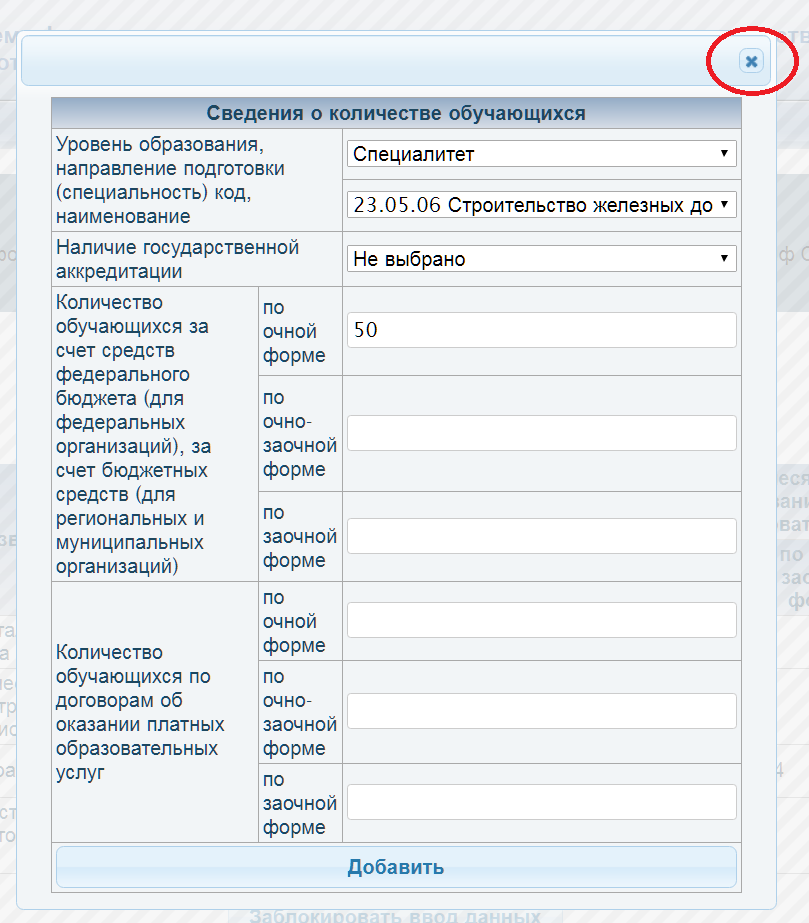 Сведения о количестве обучающихся
Уровень образования,
направление подготовки
(специальность) код,
наименование
Специалитет
23.05.06 Строительство железных до
Наличие государственной
аккредитации
Не выбрано
Количество
обучающихся за
счет средств
федерального
бюджета (для
федеральных
организаций), за
счет бюджетных
средств (для
региональных и
муниципальных
организаций)
по
очной
форме
50
по
очно-
заочной
форме
по
заочной
форме
Количество
обучающихся по
договорам об
оказании платных
образовательных
услуг
по
очной
форме
по
очно-
заочной
форме
по
заочной
форме
Добавить
Заблокировать ввод данных